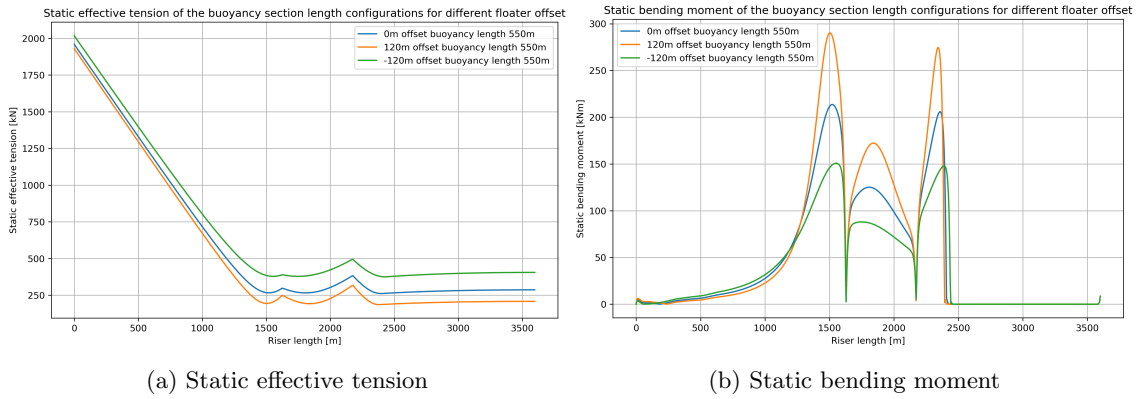 Static effective tension of the buoyancy section length configurations for different floater offset
0m offset buoyancy length 550m
120m offset buoyancy length 550m
-120m offset buoyancy length 550m
Static effective tension [kN]
2000
1750
1500
1250
1000
750
500
250
0 500 1000 1500 2000 2500 3000 3500
Riser length [m]
(a) Static effective tension
Static bending moment of the buoyancy section length configurations for different floater offset
0m offset buoyancy length 550m
120m offset buoyancy length 550m
-120m offset buoyancy length 550m
Static bending moment [kNm]
300
250
200
150
100
50
0
0 500 1000 1500 2000 2500 3000 3500
Riser length [m]
(b) Static bending moment